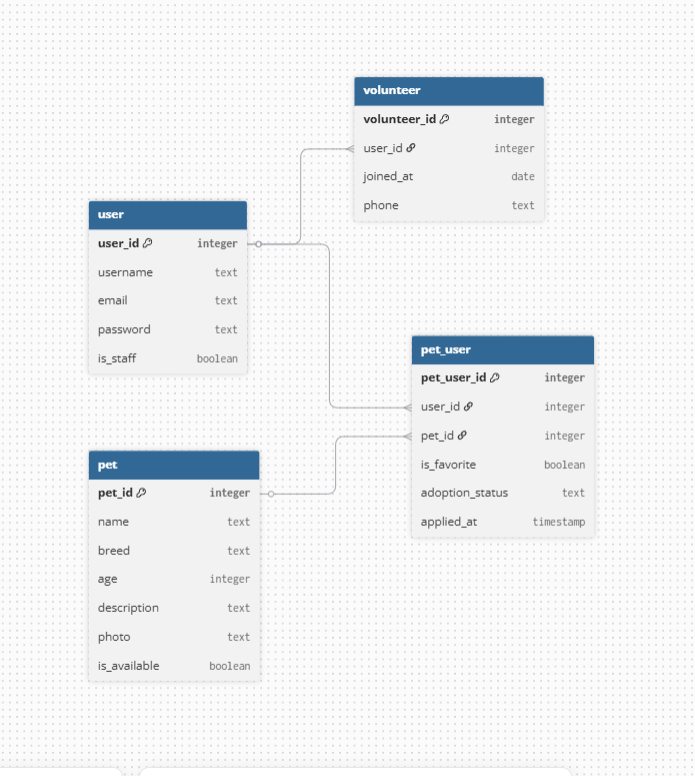 volunteer
volunteer_id integer
user_id integer
joined_at date
phone text
user
user_id integer
username text
email text
password text
is_staff boolean
pet_user
pet_user_id integer
user_id integer
pet_id integer
is_favorite boolean
adoption_status text
applied_at timestamp
pet
pet_id integer
name text
breed text
age integer
description text
photo text
is_available boolean